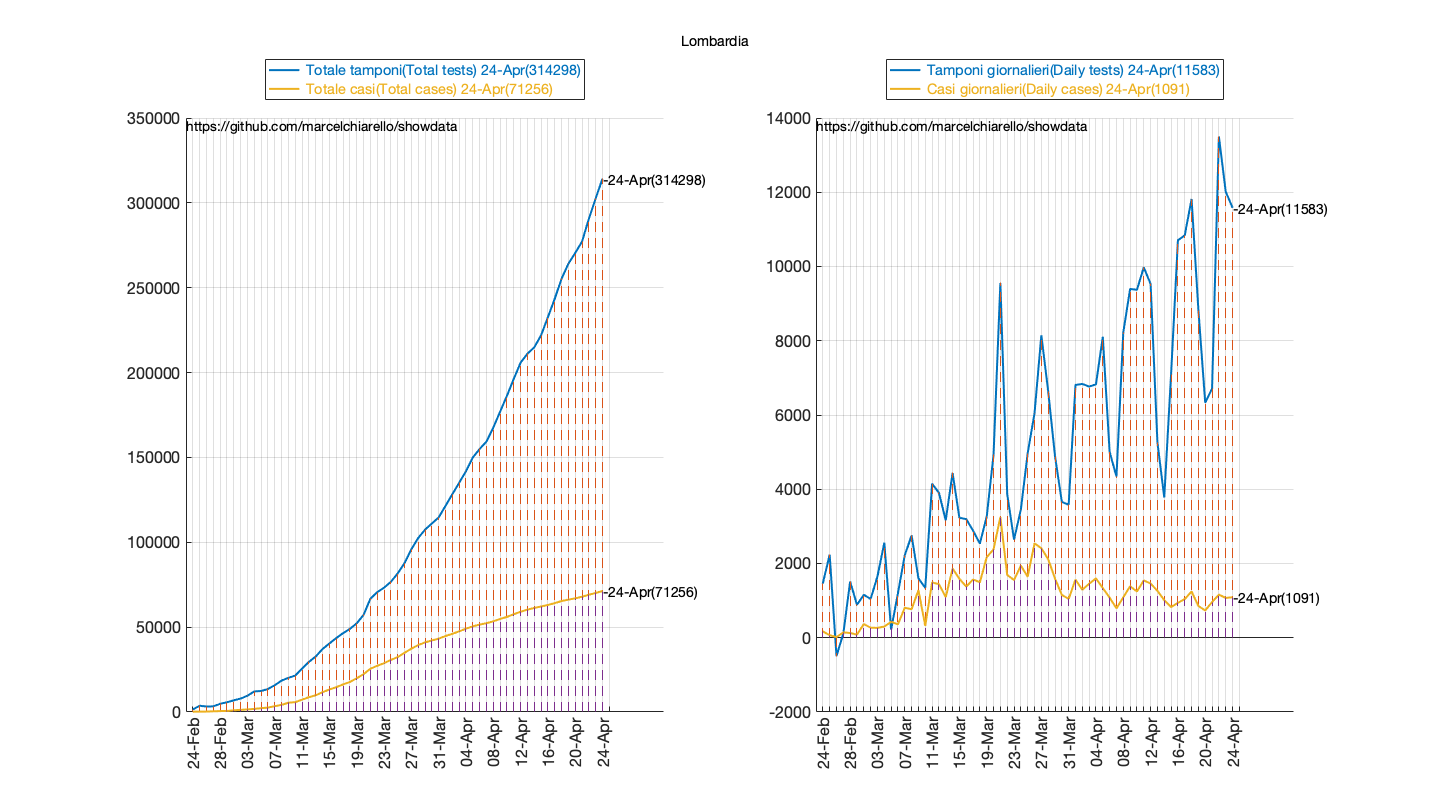 Lombardia
Totale tamponi(Total tests) 24-Apr(314298)
Totale casi(Total cases) 24-Apr(71256)
350000
https://github.com/marcelchiarello/showdata
300000
250000
200000
150000
100000
50000
0
-24-Apr(314298)
-24-Apr(71256)
24-Feb
28-Feb
03-Mar
07-Mar
11-Mar
15-Mar
19-Mar
23-Mar
27-Mar
31-Mar
04-Apr
08-Apr
12-Apr
16-Apr
20-Apr
24-Apr
Tamponi giornalieri(Daily tests) 24-Apr(11583)
Casi giornalieri(Daily cases) 24-Apr(1091)
14000
https://github.com/marcelchiarello/showdata
12000
10000
8000
6000
4000
2000
0
-2000
-24-Apr(11583)
-24-Apr(1091)
24-Feb
28-Feb
03-Mar
07-Mar
11-Mar
15-Mar
19-Mar
23-Mar
27-Mar
31-Mar
04-Apr
08-Apr
12-Apr
16-Apr
20-Apr
24-Apr